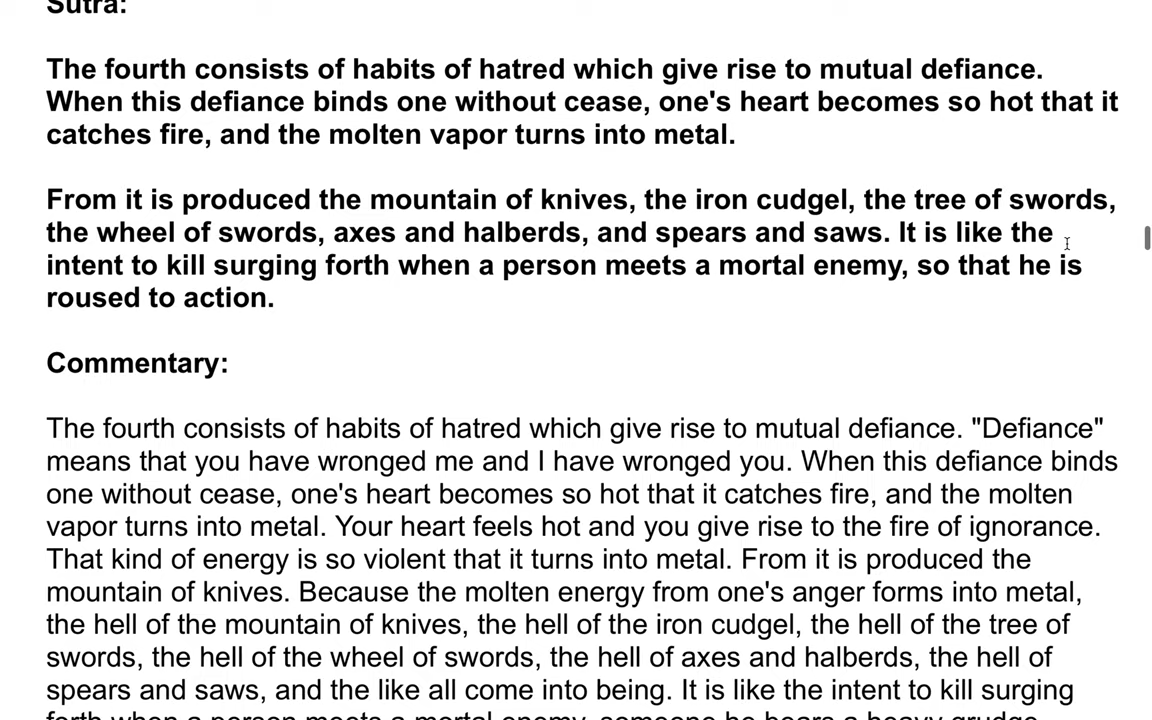 Sutra:
The fourth consists of habits of hatred which give rise to mutual defiance.
When this defiance binds one without cease, one's heart becomes so hot that it
catches fire, and the molten vapor turns into metal.
From it is produced the mountain of knives, the iron cudgel, the tree of swords,
the wheel of swords, axes and halberds, and spears and saws. It is like the
intent to kill surging forth when a person meets a mortal enemy, so that he is
roused to action.
Commentary:
The fourth consists of habits of hatred which give rise to mutual defiance. "Defiance"
means that you have wronged me and I have wronged you. When this defiance binds
one without cease, one's heart becomes so hot that it catches fire, and the molten
vapor turns into metal. Your heart feels hot and you give rise to the fire of ignorance.
That kind of energy is so violent that it turns into metal. From it is produced the
mountain of knives. Because the molten energy from one's anger forms into metal,
the hell of the mountain of knives, the hell of the iron cudgel, the hell of the tree of
swords, the hell of the wheel of swords, the hell of axes and halberds, the hell of
spears and saws, and the like all come into being. It is like the intent to kill surging
forth when a person meets a mortal enemy, someone he bears a heavy grudge